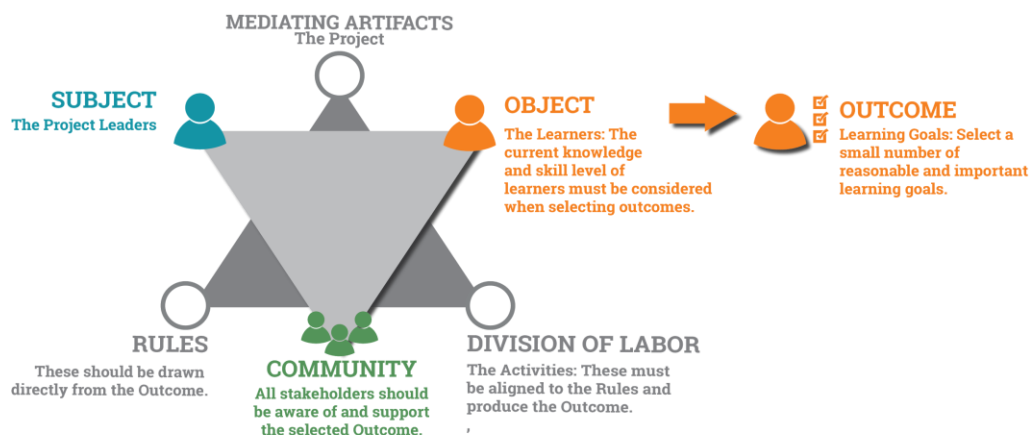 MEDIATING ARTIFACTS
The Project
SUBJECT
The Project Leaders
OBJECT
The Learners: The
current knowledge
and skill level of
learners must be considered
when selecting outcomes.
OUTCOME
Learning Goals: Select a
small number of
reasonable and important
learning goals.
RULES
These should be drawn
directly from the Outcome.
COMMUNITY
All stakeholders should
be aware of and support
the selected Outcome.
DIVISION OF LABOR
The Activities: These must
be aligned to the Rules and
produce the Outcome.
,